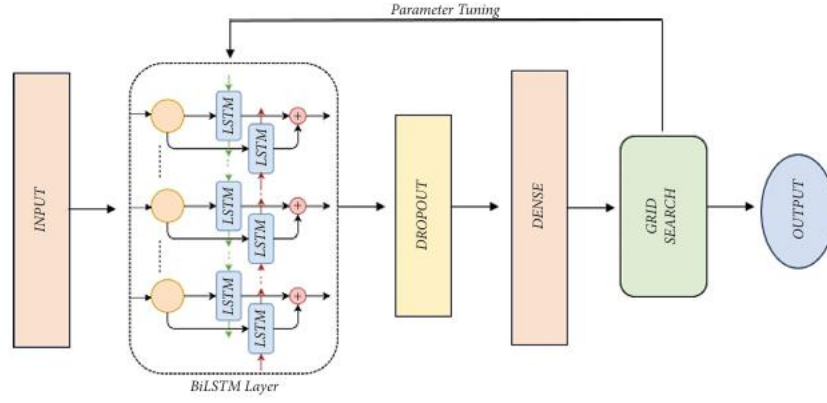 Parameter Tuning
INPUT
LSTM
LSTM
LSTM
LSTM
LSTM
LSTM
BiLSTM Layer
DROPOUT
DENSE
GRID
SEARCH
OUTPUT